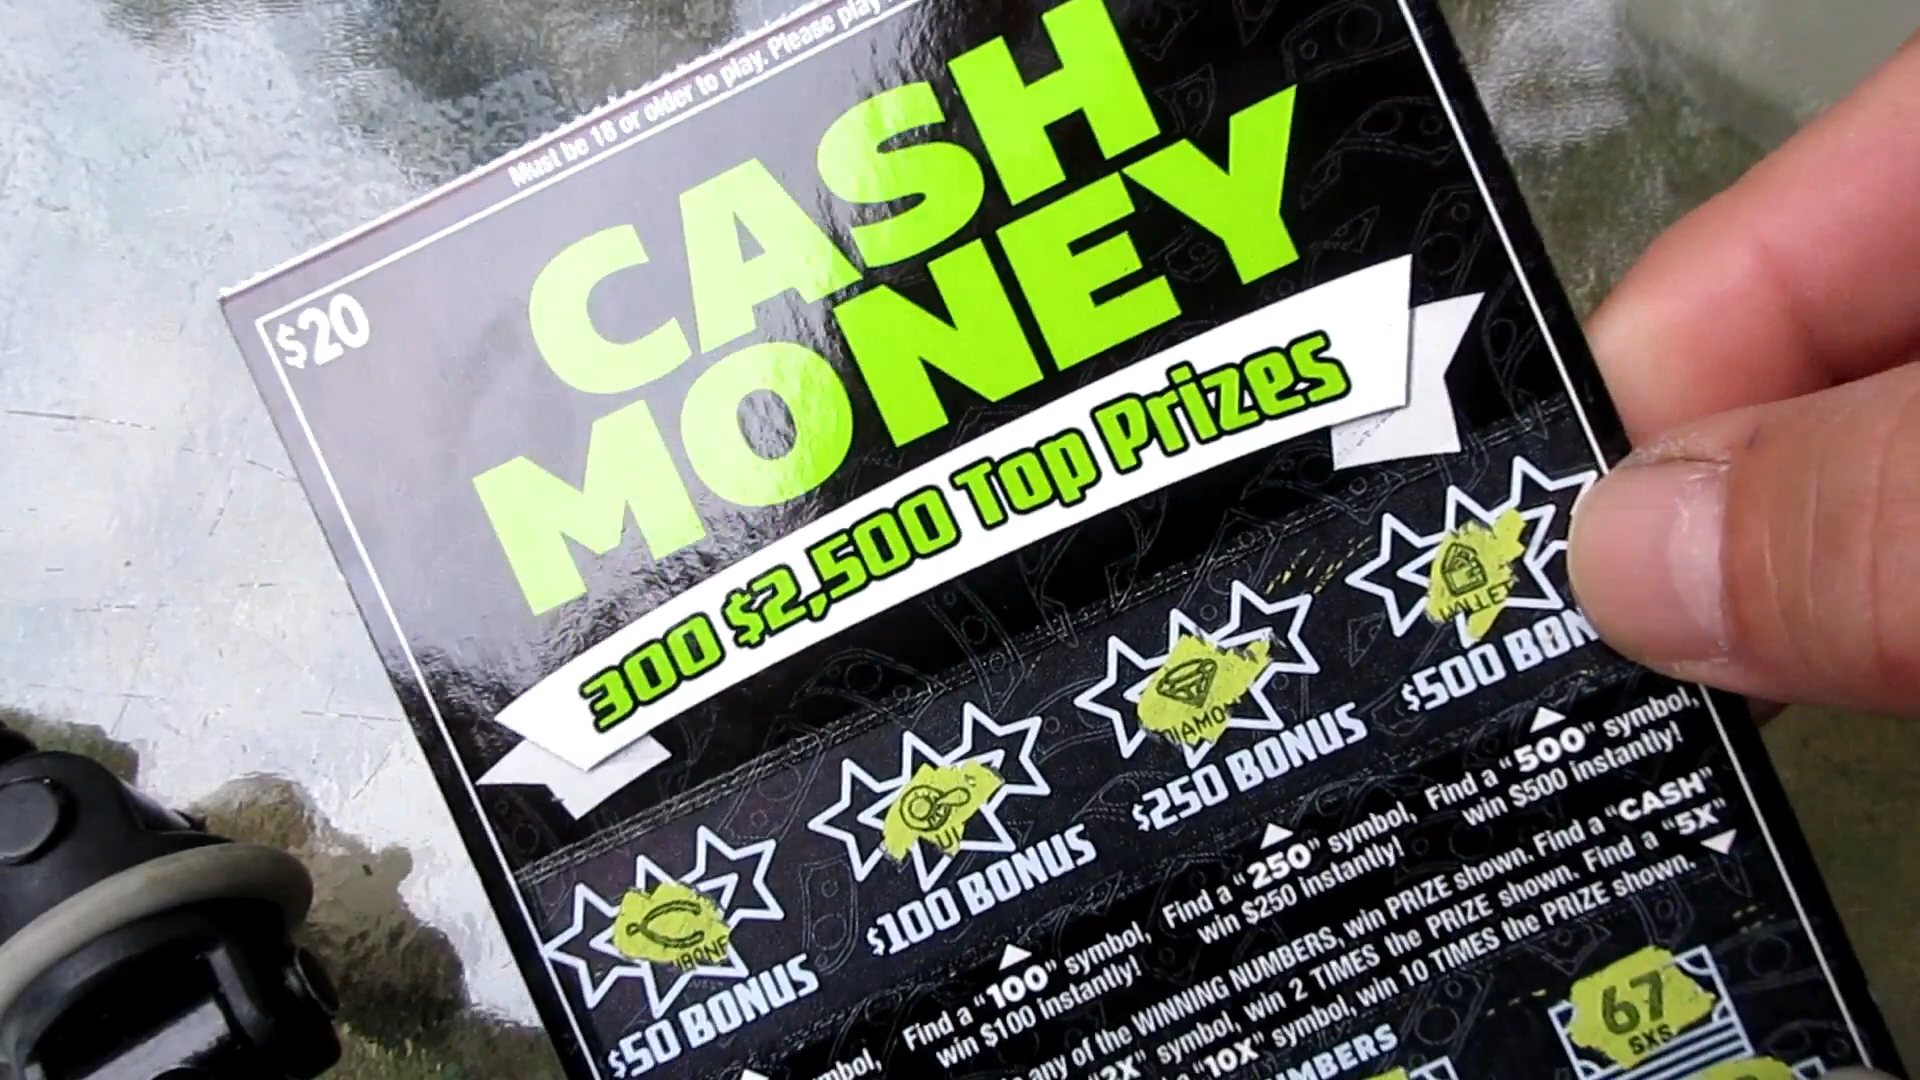 Must be 18 or older to play. Please play
$20
CASH
MONEY
300 $2,500 Top Prizes
WALLET
$500 BON
DIAMON
$250 BONUS
$100 BONUS
$50 BONUS
Find a "500" symbol,
win $500 instantly!
Find a "250" symbol,
win $250 instantly!
Find a "100" symbol,
win $100 instantly!
any of the WINNING NUMBERS, win PRIZE shown. Find a "CASH"
"2X" symbol, win 2 TIMES the PRIZE shown. Find a "5X"
"10X" symbol, win 10 TIMES the PRIZE shown.
67
SXS